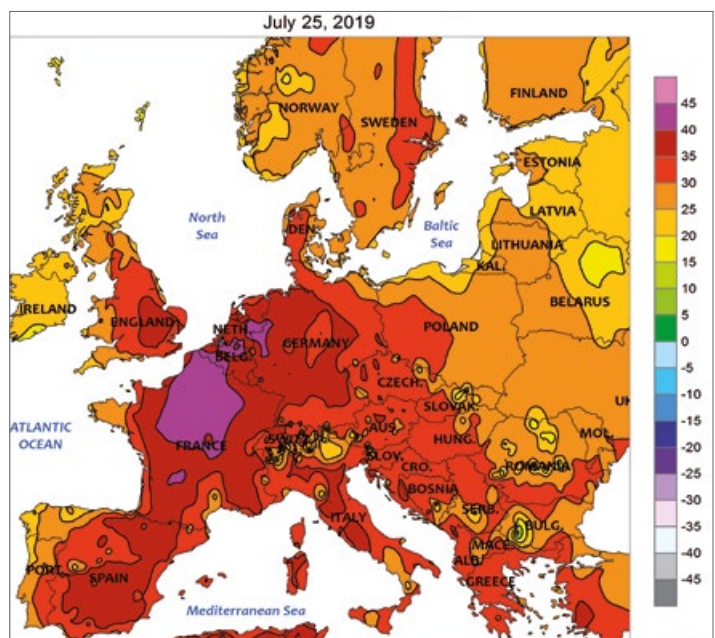 July 25, 2019
NORWAY
SWEDEN
FINLAND
ESTONIA
LATVIA
LITHUANIA
KAL.
BELARUS
North
Sea
Baltic
Sea
DEN.
IRELAND
ENGLAND
NETH.
BELG.
GERMANY
POLAND
CZECH.
SLOVAK.
UK
ATLANTIC
OCEAN
FRANCE
SWITZ.
AUS.
HUNG.
MOL.
SLOV.
CRO.
ROMANIA
BOSNIA
SERB.
ITALY
BULG.
MACE.
ALB.
GREECE
PORT.
SPAIN
Mediterranean Sea
45
40
35
30
25
20
15
10
5
0
-5
-10
-15
-20
-25
-30
-35
-40
-45